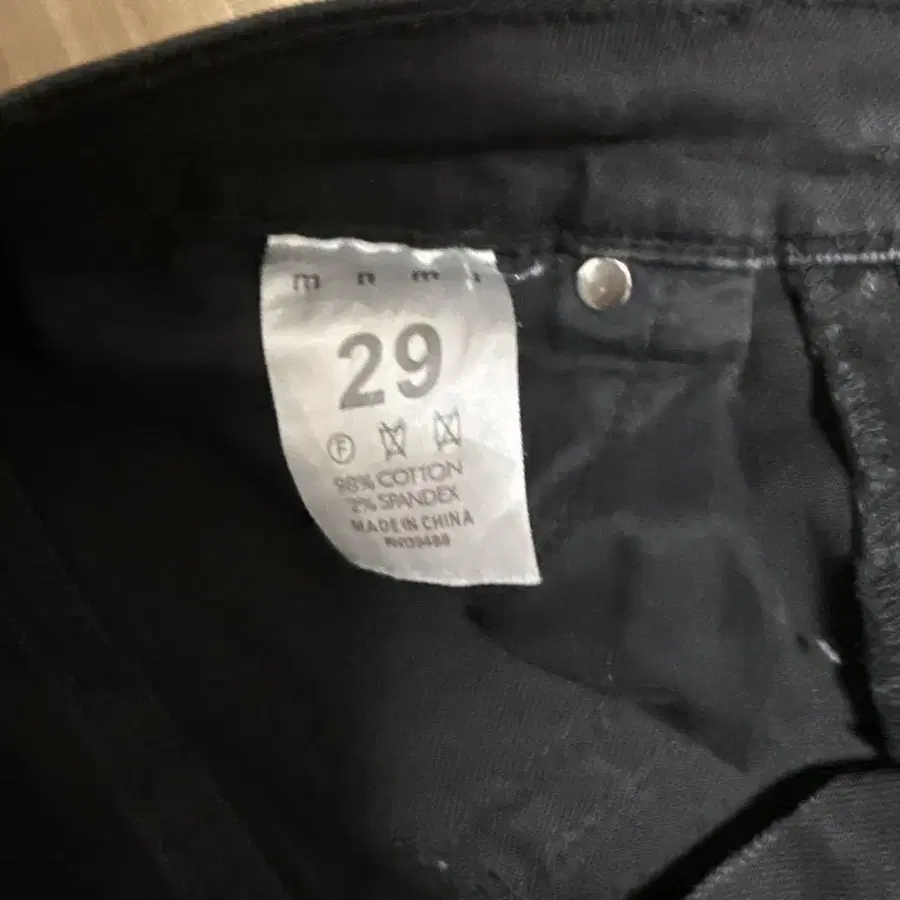 m n m l
29
F
98% COTTON
2% SPANDEX
MADE IN CHINA